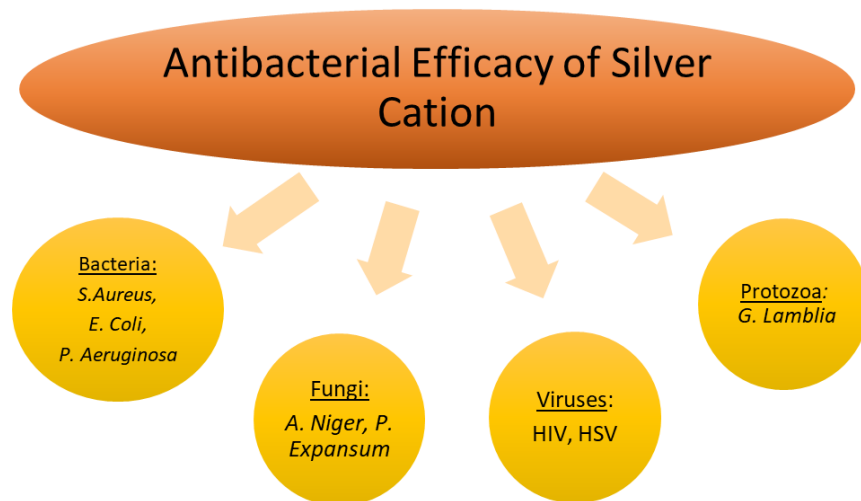 Antibacterial Efficacy of Silver
Cation
Bacteria:
S.Aureus,
E. Coli,
P. Aeruginosa
Fungi:
A. Niger, P.
Expansum
Viruses:
HIV, HSV
Protozoa:
G. Lamblia